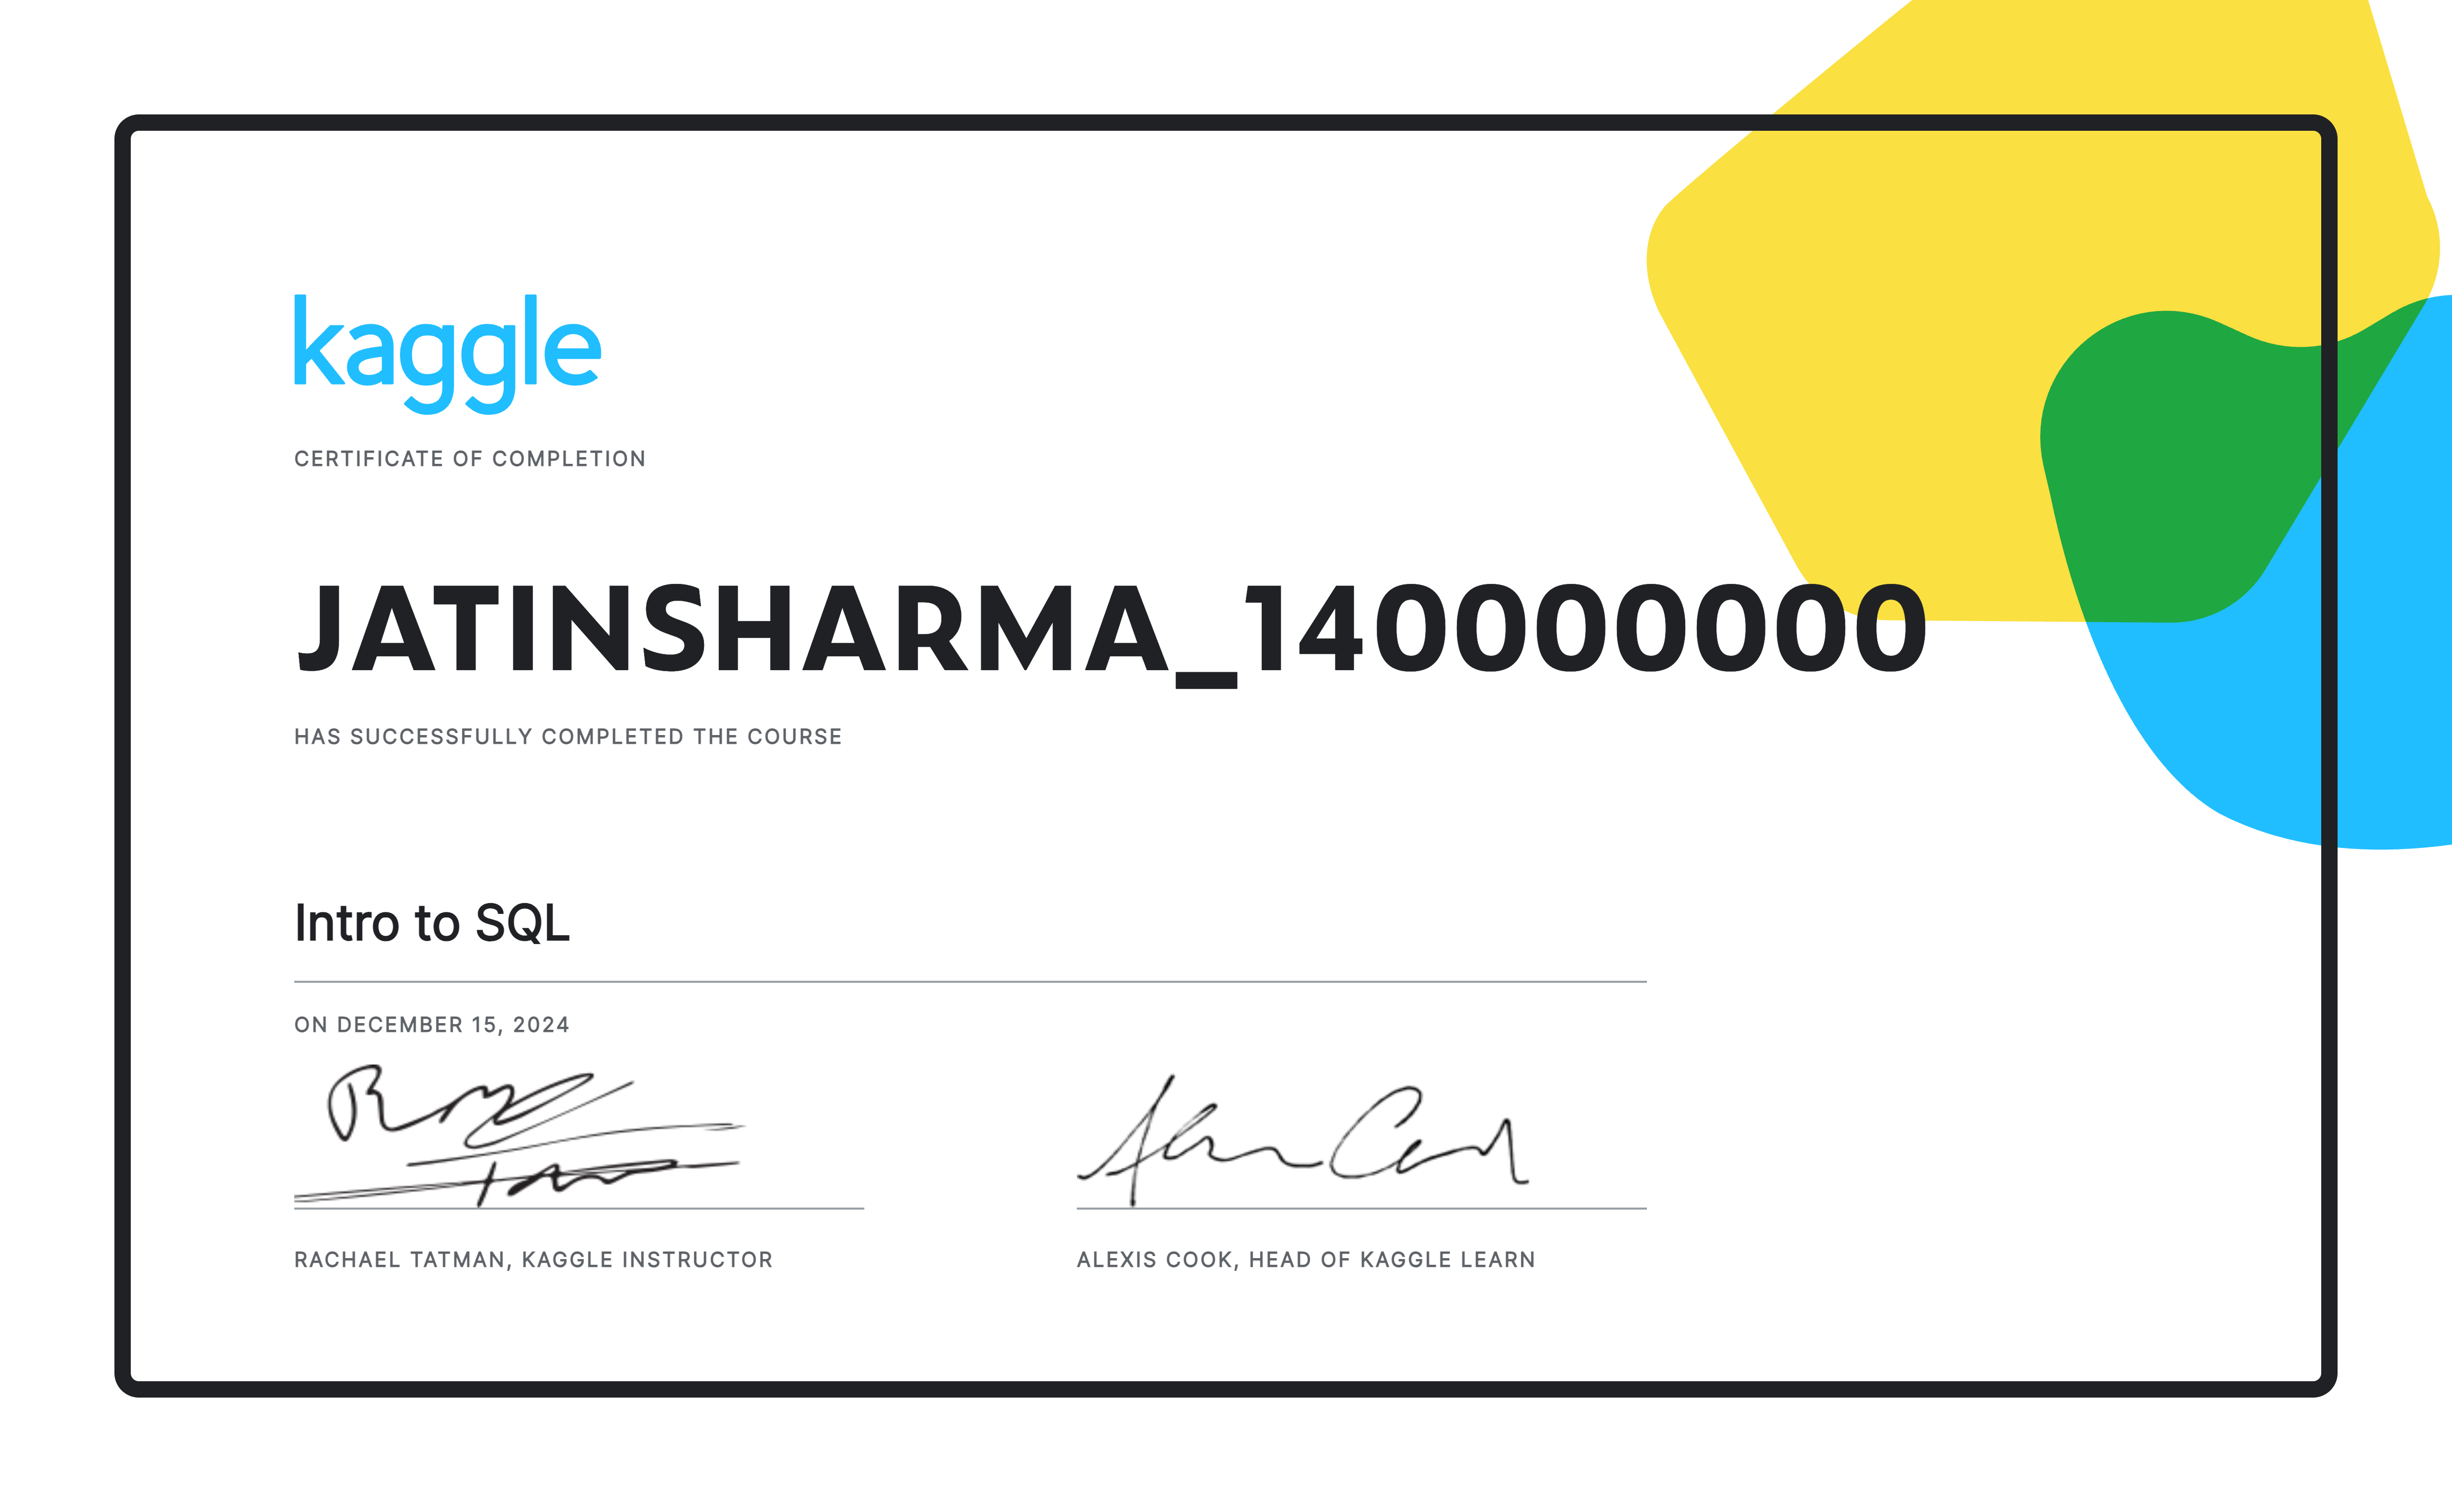 kaggle
CERTIFICATE OF COMPLETION
JATINSHARMA_140000000
HAS SUCCESSFULLY COMPLETED THE COURSE
Intro to SQL
ON DECEMBER 15, 2024
RACHAEL TATMAN, KAGGLE INSTRUCTOR
ALEXIS COOK, HEAD OF KAGGLE LEARN